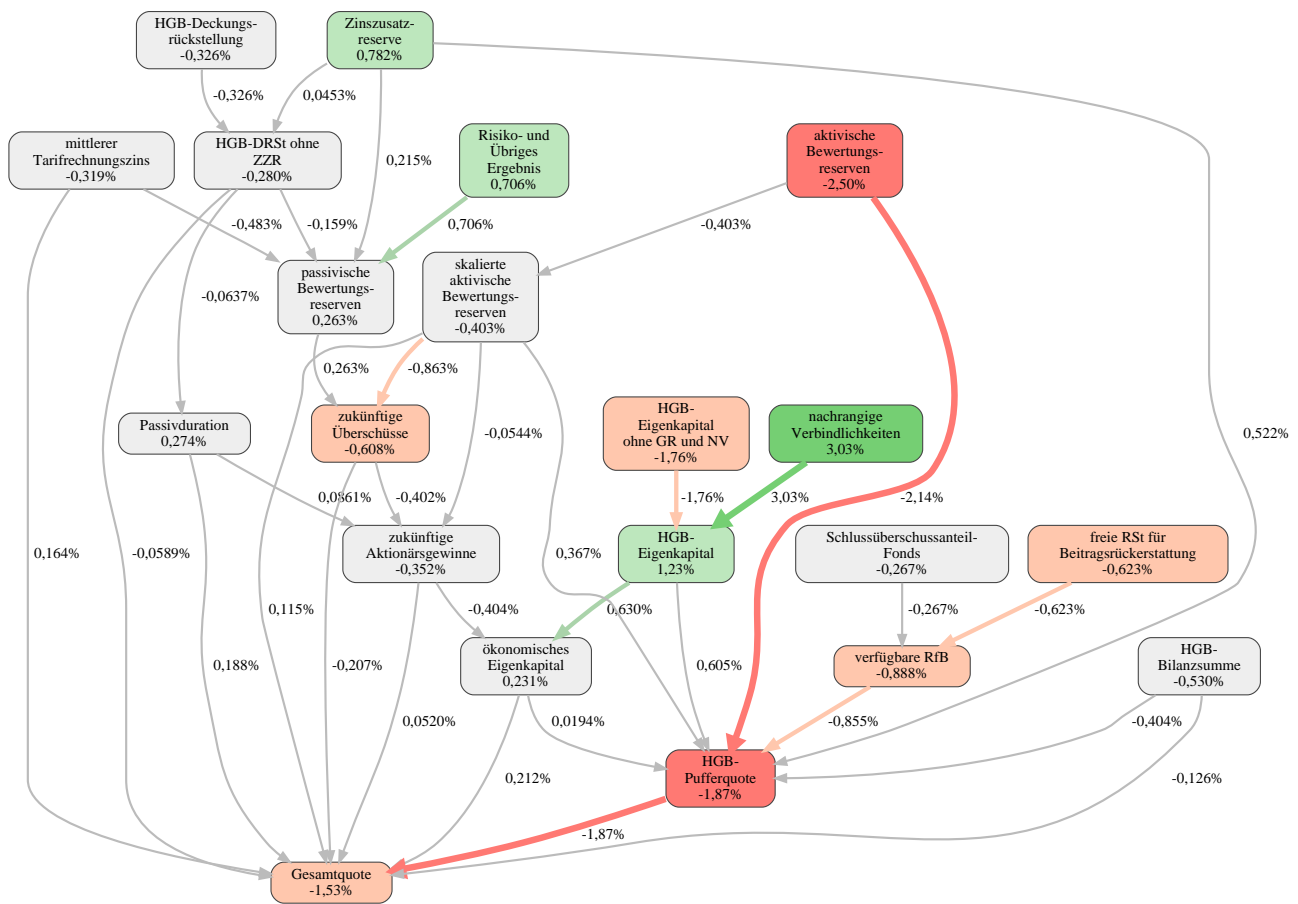 HGB-Deckungs-
rückstellung
-0,326%
Zinszusatz-
reserve
0,782%
-0,326%
0,0453%
mittlerer
Tarifrechnungszins
-0,319%
HGB-DRSt ohne
ZZR
-0,280%
0,215%
Risiko- und
Übriges
Ergebnis
0,706%
aktivische
Bewertungs-
reserven
-2,50%
-0,483%
-0,159%
0,706%
-0,403%
-0,0637%
passivische
Bewertungs-
reserven
0,263%
skalierte
aktivische
Bewertungs-
reserven
-0,403%
0,263%
-0,863%
Passivduration
0,274%
zukünftige
Überschüsse
-0,608%
-0,0544%
HGB-
Eigenkapital
ohne GR und NV
-1,76%
nachrangige
Verbindlichkeiten
3,03%
0,522%
0,0861%
-0,402%
-1,76%
3,03%
-2,14%
0,164%
-0,0589%
zukünftige
Aktionärsgewinne
-0,352%
0,367%
HGB-
Eigenkapital
1,23%
Schlussüberschussanteil-
Fonds
-0,267%
freie RSt für
Beitragsrückerstattung
-0,623%
0,115%
-0,404%
0,630%
-0,267%
-0,623%
0,188%
-0,207%
ökonomisches
Eigenkapital
0,231%
0,605%
verfügbare RfB
-0,888%
HGB-
Bilanzsumme
-0,530%
0,0520%
0,0194%
-0,855%
-0,404%
0,212%
HGB-
Pufferquote
-1,87%
-0,126%
-1,87%
Gesamtquote
-1,53%